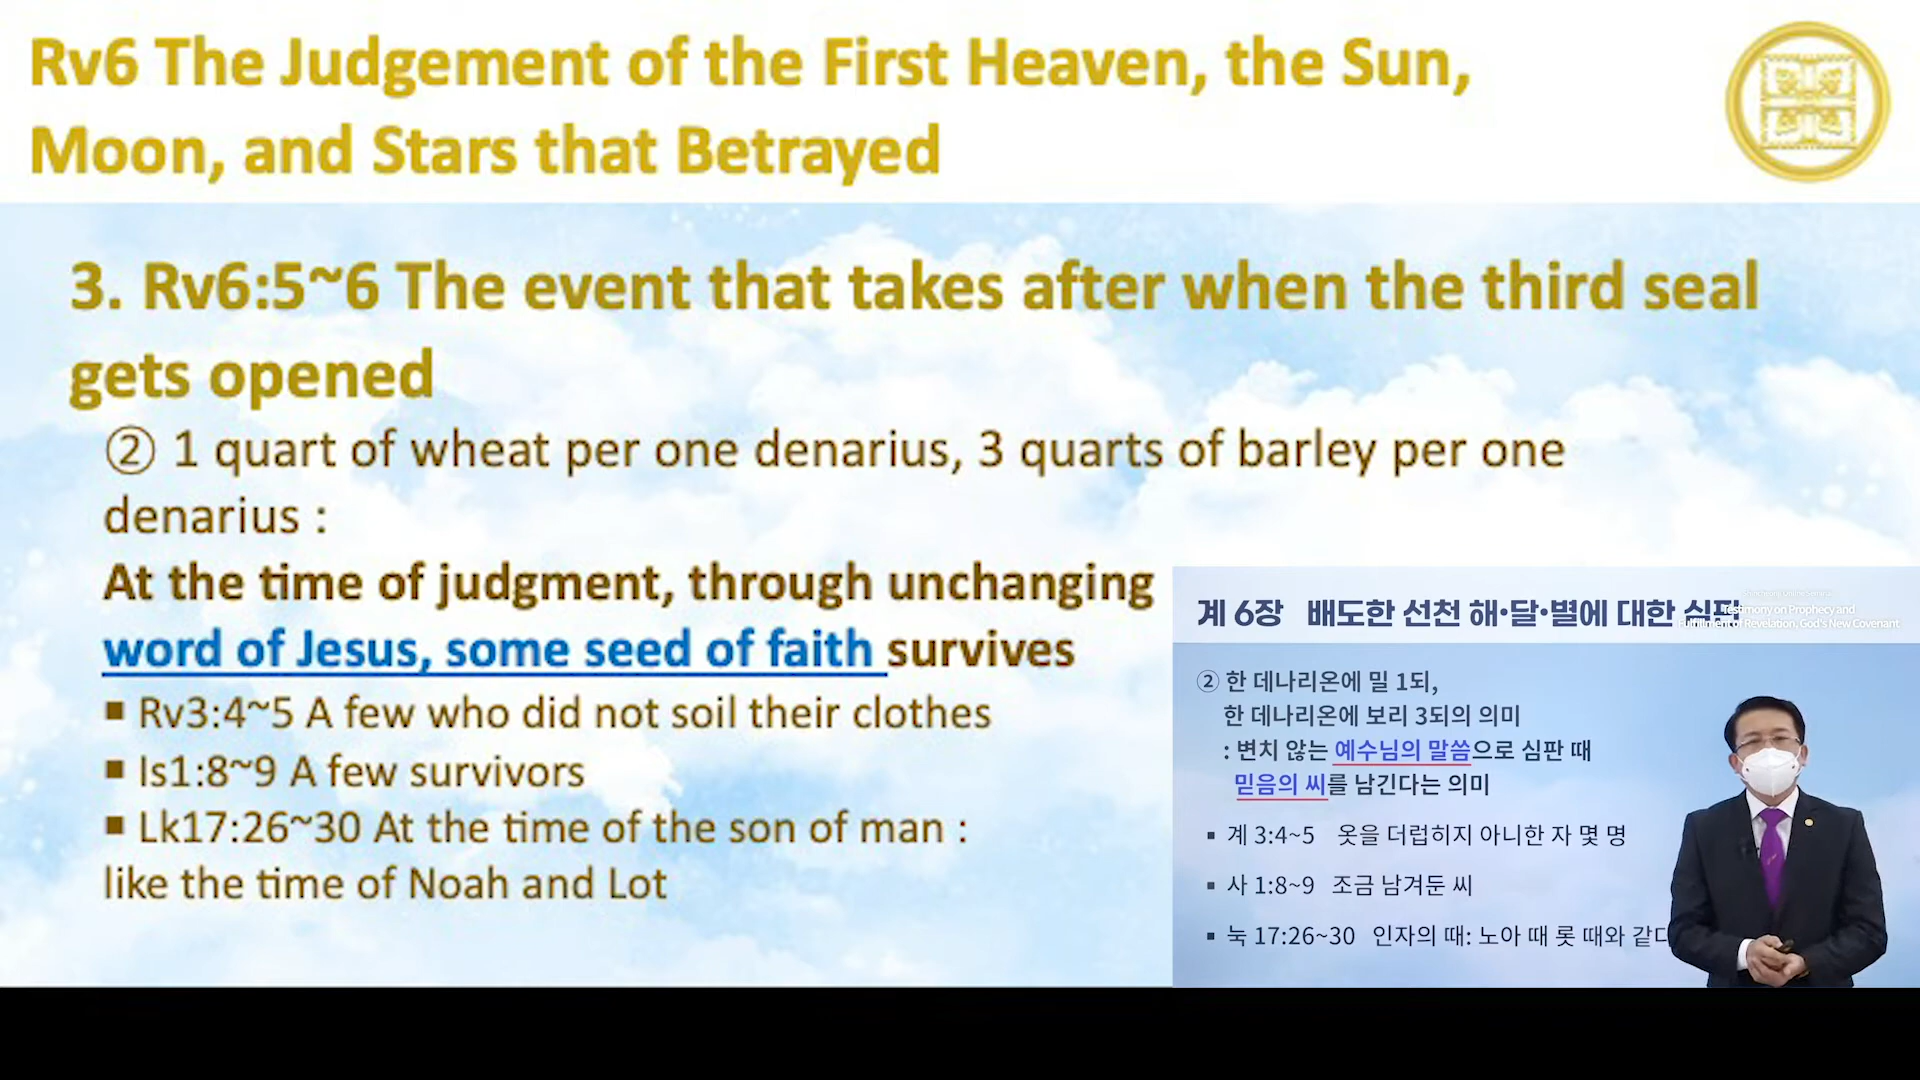 Rv6 The Judgement of the First Heaven, the Sun,
Moon, and Stars that Betrayed
3. Rv6:5~6 The event that takes after when the third seal
gets opened
② 1 quart of wheat per one denarius, 3 quarts of barley per one
denarius :
At the time of judgment, through unchanging
word of Jesus, some seed of faith survives
▪ Rv3:4~5 A few who did not soil their clothes
▪ Is1:8~9 A few survivors
▪ Lk17:26~30 At the time of the son of man :
like the time of Noah and Lot
계 6장 배도한 선천 해•달•별에 대한 심판
Testimony on Prophecy and
Fulfillment of Revelation, God's New Covenant
② 한 데나리온에 밀 1되,
한 데나리온에 보리 3되의 의미
: 변치 않는 예수님의 말씀으로 심판 때
믿음의 씨를 남긴다는 의미
▪ 계 3:4~5 옷을 더럽히지 아니한 자 몇 명
▪ 사 1:8~9 조금 남겨둔 씨
▪ 눅 17:26~30 인자의 때: 노아 때 롯 때와 같다